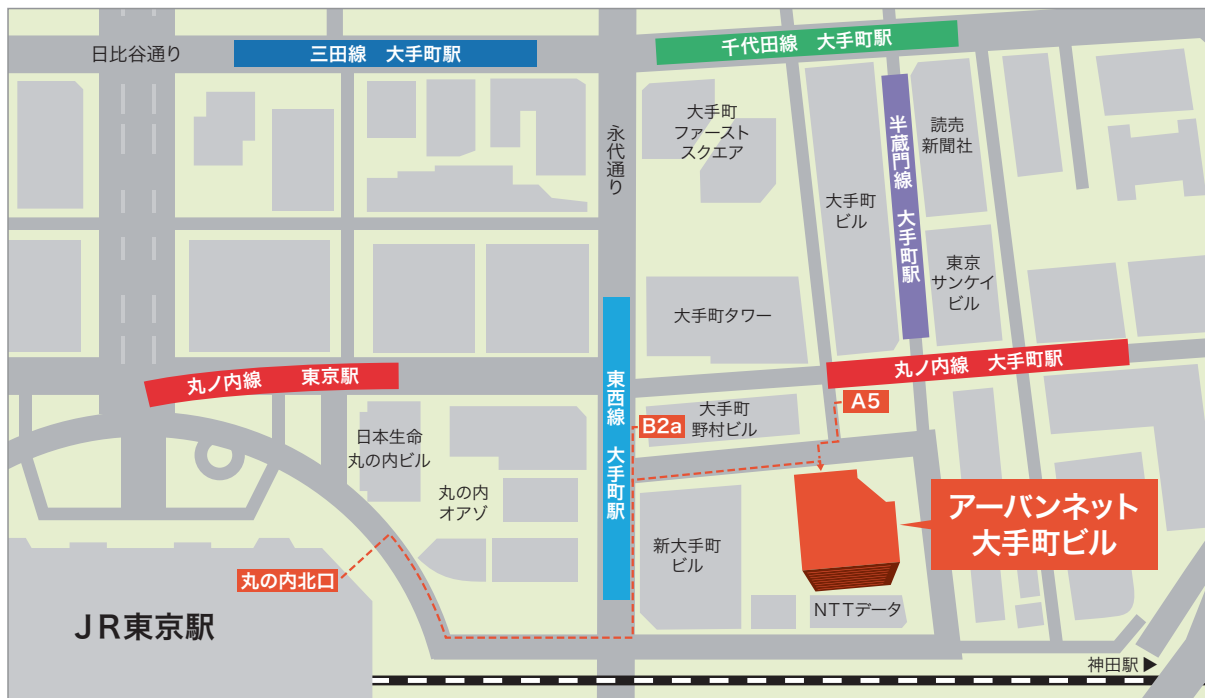 日比谷通り
三田線　大手町駅
千代田線　大手町駅
大手町
ファースト
スクエア
永代通り
半蔵門線　大手町駅
読売
新聞社
大手町
ビル
東京
サンケイ
ビル
大手町タワー
丸ノ内線　東京駅
東西線　大手町駅
丸ノ内線　大手町駅
A5
B2a
大手町
野村ビル
日本生命
丸の内ビル
丸の内
オアゾ
アーバンネット
大手町ビル
新大手町
ビル
丸の内北口
NTTデータ
JR東京駅
神田駅▶